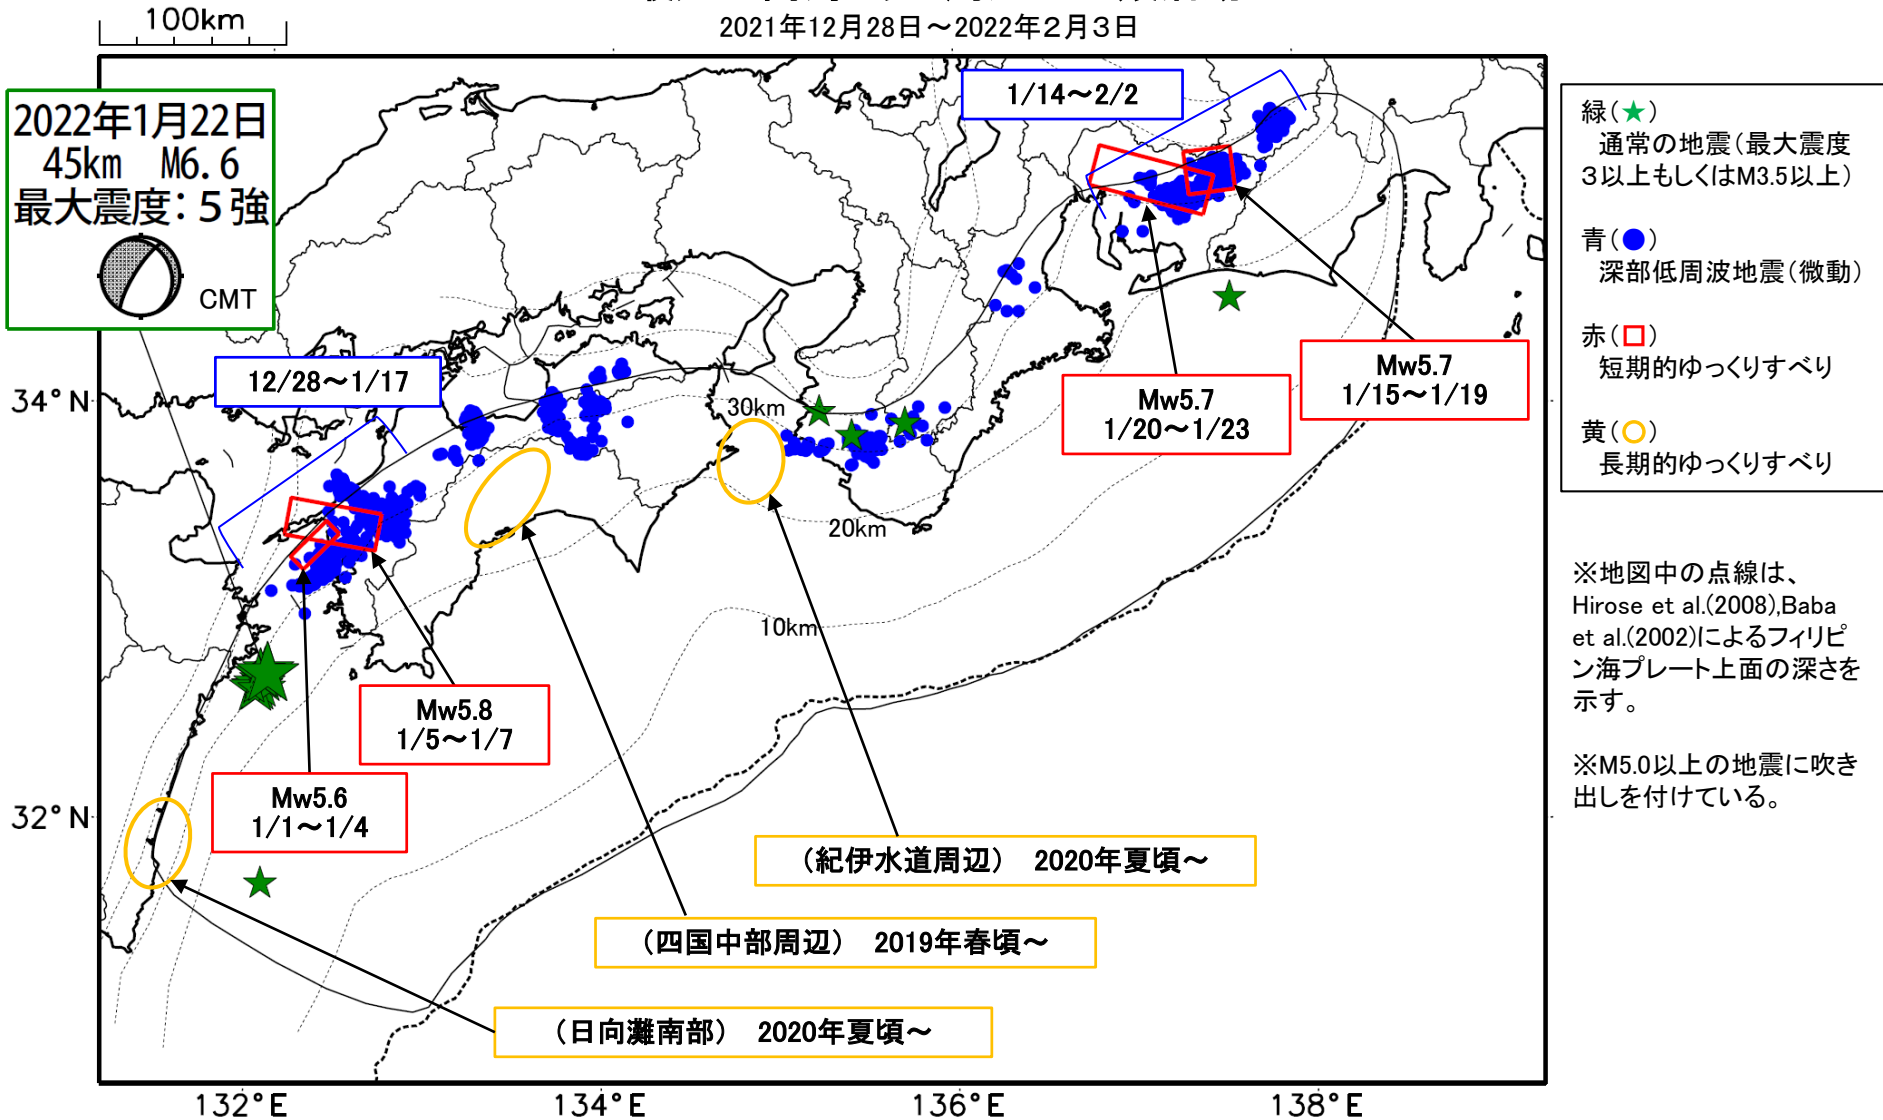 100km
2021年12月28日～2022年2月3日
2022年1月22日
45km M6.6
最大震度：5強
CMT
1/14～2/2
12/28～1/17
34°N
32°N
30km
20km
10km
Mw5.7
1/20～1/23
Mw5.7
1/15～1/19
Mw5.8
1/5～1/7
Mw5.6
1/1～1/4
（紀伊水道周辺） 2020年夏頃～
（四国中部周辺） 2019年春頃～
（日向灘南部） 2020年夏頃～
132°E
134°E
136°E
138°E
緑(★)
通常の地震(最大震度
３以上もしくはM3.5以上)
青(●)
深部低周波地震(微動)
赤(□)
短期的ゆっくりすべり
黄(○)
長期的ゆっくりすべり
※地図中の点線は、
Hirose et al.(2008),Baba
et al.(2002)によるフィリピ
ン海プレート上面の深さを
示す。
※M5.0以上の地震に吹き
出しを付けている。